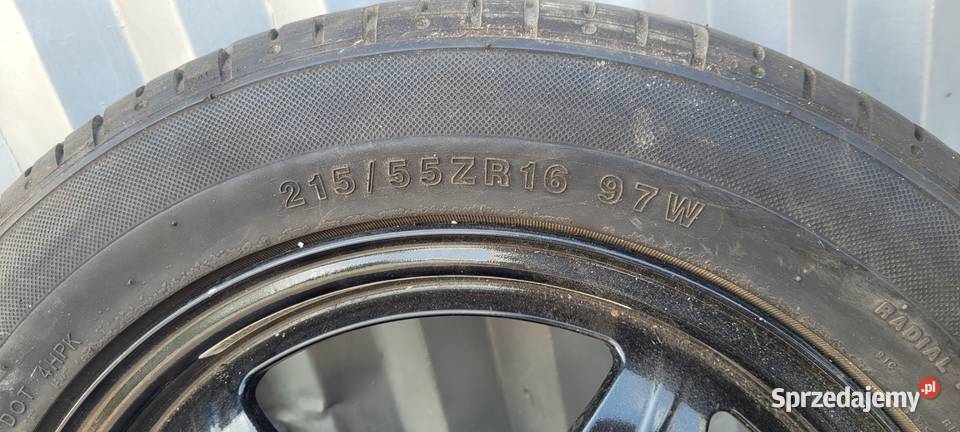 215/55ZR16 97W
RADIAL
DOT 4HPK
Sprzedajemy.pl